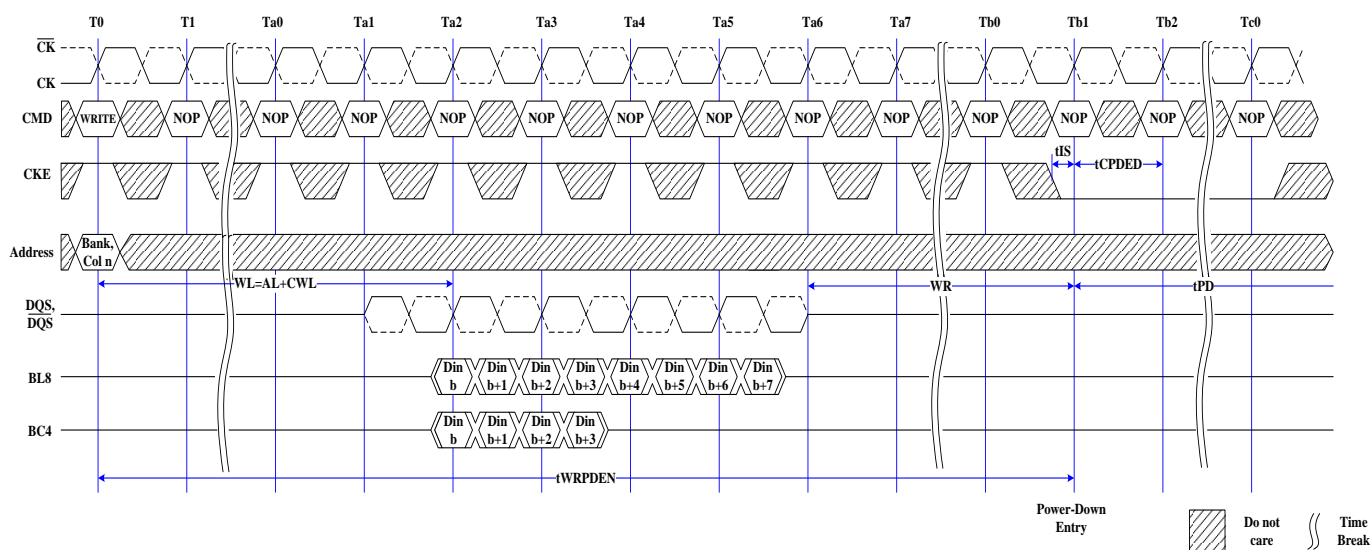 T0 T1 Ta0 Ta1 Ta2 Ta3 Ta4 Ta5 Ta6 Ta7 Tb0 Tb1 Tb2 Tc0
CK
CK
CMD WRITE NOP NOP NOP NOP NOP NOP NOP NOP NOP NOP NOP NOP NOP
tIS
CKE tCPDED
Address Bank,
Col n
WL=AL+CWL WR tPD
DQS,
DQS
BL8 Din
b Din
b+1 Din
b+2 Din
b+3 Din
b+4 Din
b+5 Din
b+6 Din
b+7
BC4 Din
b Din
b+1 Din
b+2 Din
b+3
tWRPDEN
Power-Down
Entry
Do not
care
Time
Break